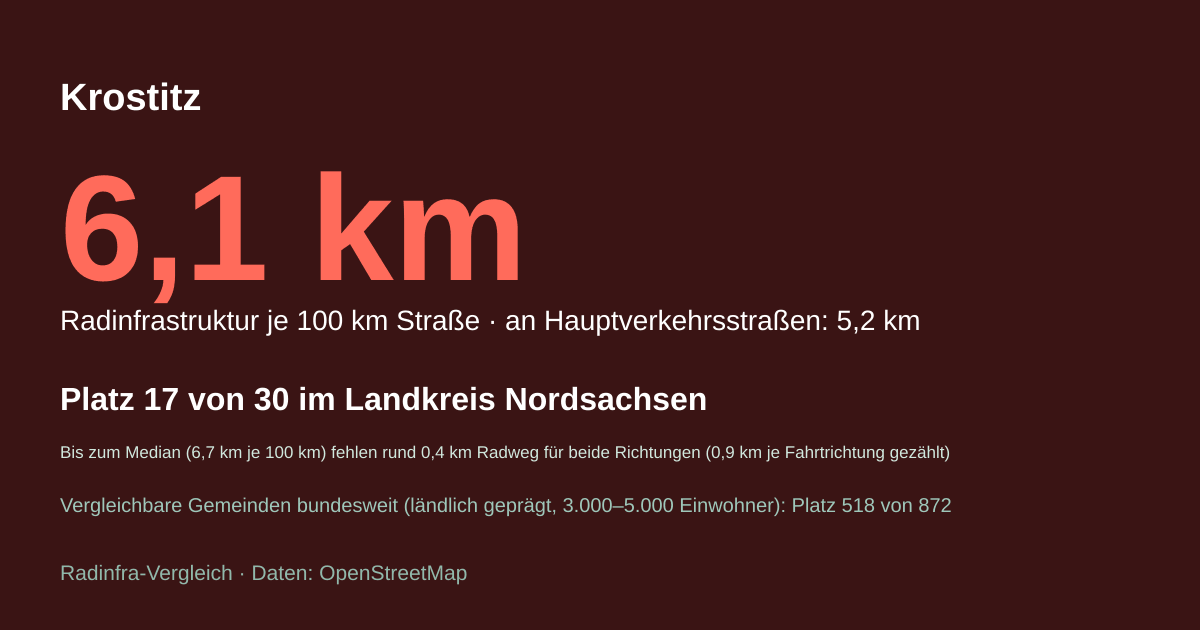 Krostitz
6,1 km
Radinfrastruktur je 100 km Straße · an Hauptverkehrsstraßen: 5,2 km
Platz 17 von 30 im Landkreis Nordsachsen
Bis zum Median (6,7 km je 100 km) fehlen rund 0,4 km Radweg für beide Richtungen (0,9 km je Fahrtrichtung gezählt)
Vergleichbare Gemeinden bundesweit (ländlich geprägt, 3.000–5.000 Einwohner): Platz 518 von 872
Radinfra-Vergleich · Daten: OpenStreetMap